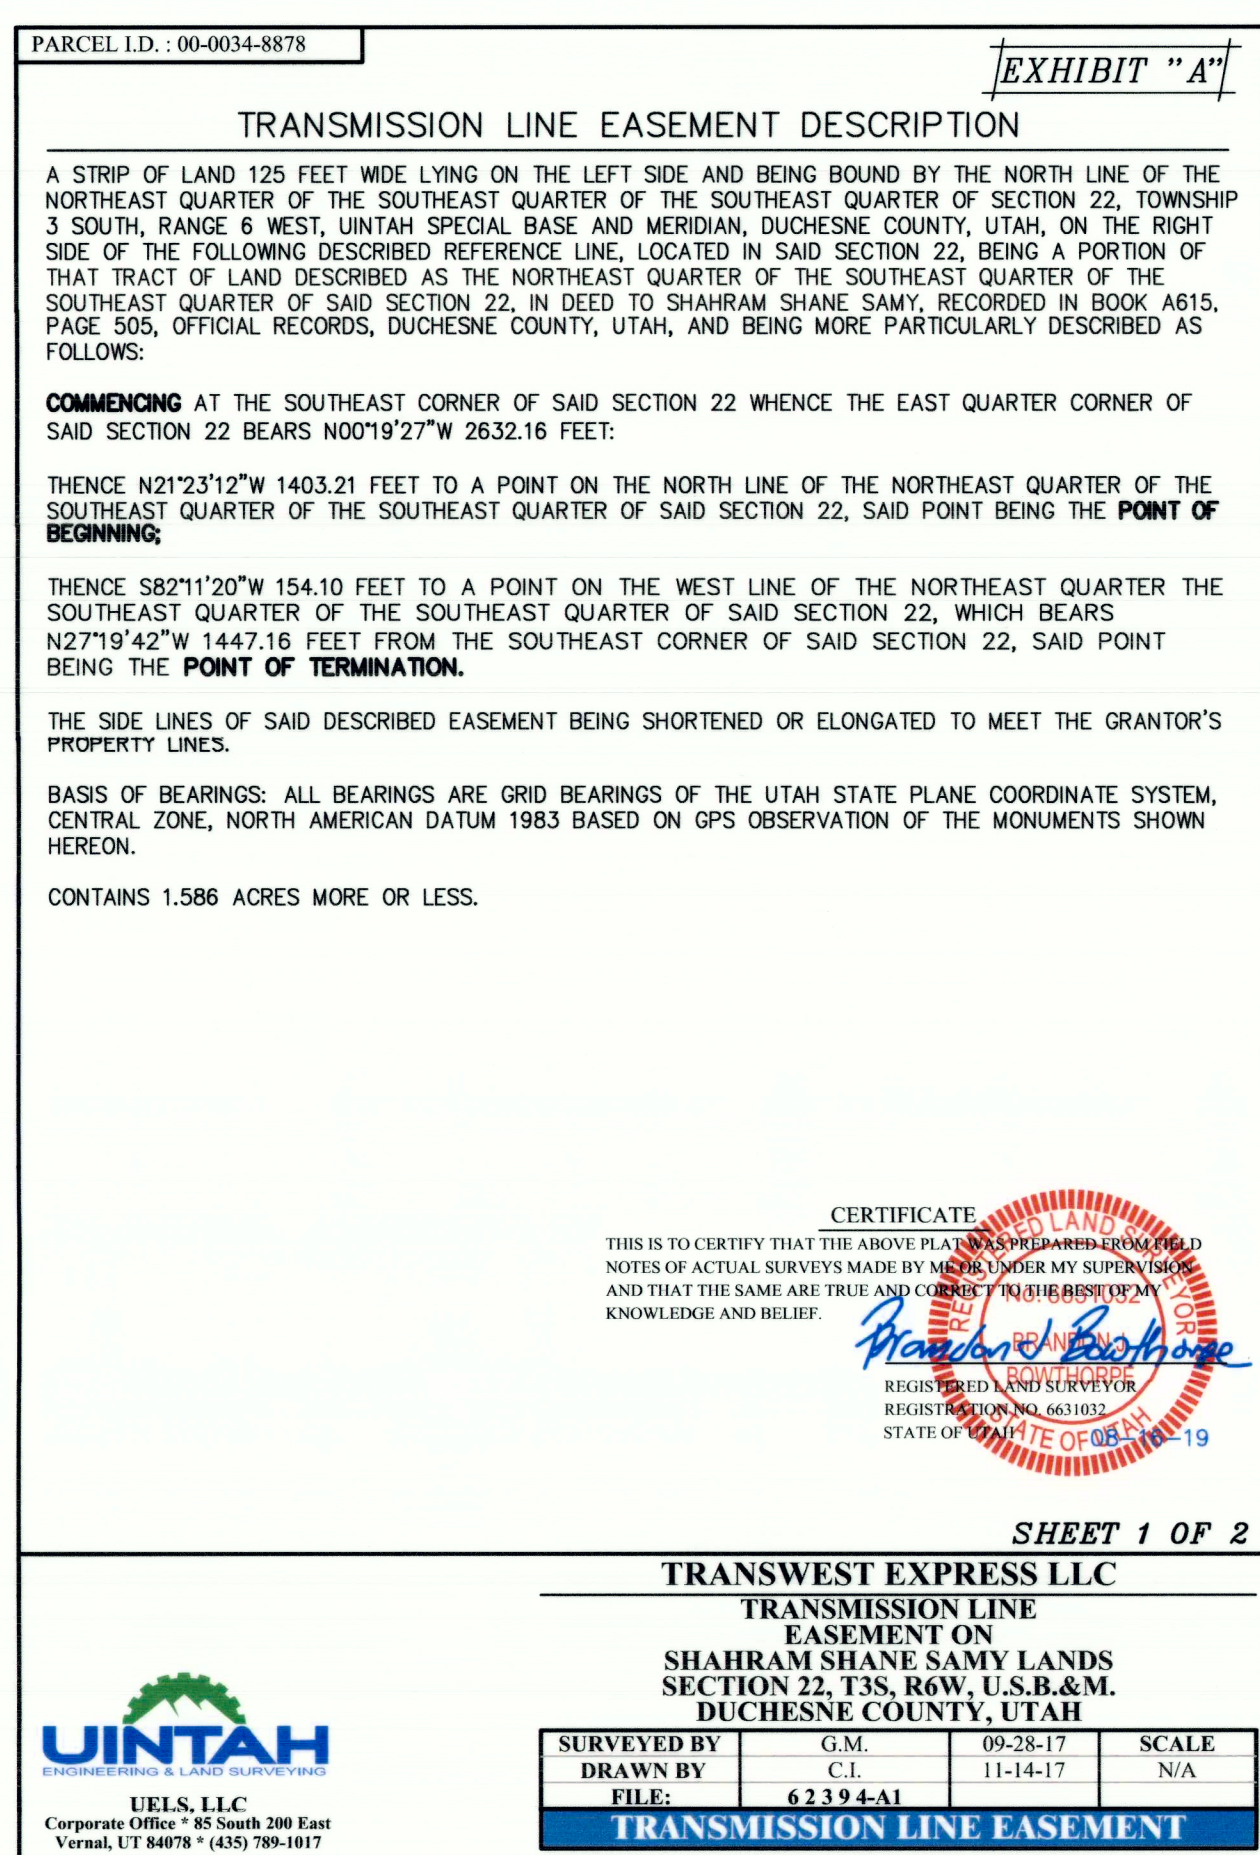 PARCEL I.D. : 00-0034-8878
EXHIBIT "A"
TRANSMISSION LINE EASEMENT DESCRIPTION
A STRIP OF LAND 125 FEET WIDE LYING ON THE LEFT SIDE AND BEING BOUND BY THE NORTH LINE OF THE
NORTHEAST QUARTER OF THE SOUTHEAST QUARTER OF THE SOUTHEAST QUARTER OF SECTION 22, TOWNSHIP
3 SOUTH, RANGE 6 WEST, UINTAH SPECIAL BASE AND MERIDIAN, DUCHESNE COUNTY, UTAH, ON THE RIGHT
SIDE OF THE FOLLOWING DESCRIBED REFERENCE LINE, LOCATED IN SAID SECTION 22, BEING A PORTION OF
THAT TRACT OF LAND DESCRIBED AS THE NORTHEAST QUARTER OF THE SOUTHEAST QUARTER OF THE
SOUTHEAST QUARTER OF SAID SECTION 22, IN DEED TO SHAHRAM SHANE SAMY, RECORDED IN BOOK A615,
PAGE 505, OFFICIAL RECORDS, DUCHESNE COUNTY, UTAH, AND BEING MORE PARTICULARLY DESCRIBED AS
FOLLOWS:
COMMENCING AT THE SOUTHEAST CORNER OF SAID SECTION 22 WHENCE THE EAST QUARTER CORNER OF
SAID SECTION 22 BEARS N00°19'27"W 2632.16 FEET:
THENCE N21°23'12"W 1403.21 FEET TO A POINT ON THE NORTH LINE OF THE NORTHEAST QUARTER OF THE
SOUTHEAST QUARTER OF THE SOUTHEAST QUARTER OF SAID SECTION 22, SAID POINT BEING THE POINT OF
BEGINNING;
THENCE S82°11'20"W 154.10 FEET TO A POINT ON THE WEST LINE OF THE NORTHEAST QUARTER THE
SOUTHEAST QUARTER OF THE SOUTHEAST QUARTER OF SAID SECTION 22, WHICH BEARS
N27°19'42"W 1447.16 FEET FROM THE SOUTHEAST CORNER OF SAID SECTION 22, SAID POINT
BEING THE POINT OF TERMINATION.
THE SIDE LINES OF SAID DESCRIBED EASEMENT BEING SHORTENED OR ELONGATED TO MEET THE GRANTOR'S
PROPERTY LINES.
BASIS OF BEARINGS: ALL BEARINGS ARE GRID BEARINGS OF THE UTAH STATE PLANE COORDINATE SYSTEM,
CENTRAL ZONE, NORTH AMERICAN DATUM 1983 BASED ON GPS OBSERVATION OF THE MONUMENTS SHOWN
HEREON.
CONTAINS 1.586 ACRES MORE OR LESS.
CERTIFICATE
THIS IS TO CERTIFY THAT THE ABOVE PLAT WAS PREPARED FROM FIELD
NOTES OF ACTUAL SURVEYS MADE BY ME OR UNDER MY SUPERVISION
AND THAT THE SAME ARE TRUE AND CORRECT TO THE BEST OF MY
KNOWLEDGE AND BELIEF.
REGISTERED LAND SURVEYOR
No. 6631032
BRANDON J.
BOWTHORPE
STATE OF UTAH
Brandon J Bowthorpe
REGISTERED LAND SURVEYOR
REGISTRATION NO. 6631032
STATE OF UTAH
08-16-19
SHEET 1 OF 2
TRANSWEST EXPRESS LLC
TRANSMISSION LINE
EASEMENT ON
SHAHRAM SHANE SAMY LANDS
SECTION 22, T3S, R6W, U.S.B.&M.
DUCHESNE COUNTY, UTAH
SURVEYED BY G.M. 09-28-17 SCALE
DRAWN BY C.I. 11-14-17 N/A
FILE: 6 2 3 9 4-A1
TRANSMISSION LINE EASEMENT
UINTAH
ENGINEERING & LAND SURVEYING
UELS, LLC
Corporate Office * 85 South 200 East
Vernal, UT 84078 * (435) 789-1017